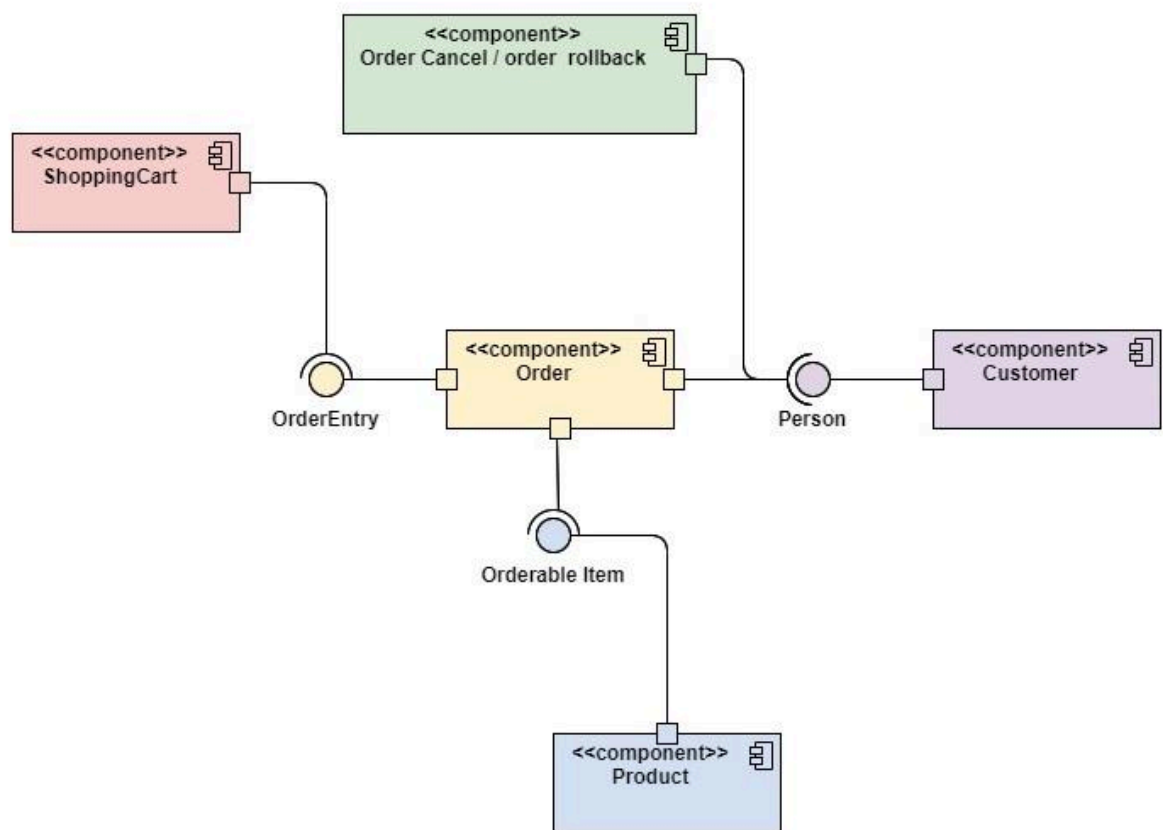 <<component>>
Order Cancel / order rollback
<<component>>
ShoppingCart
<<component>>
Order
<<component>>
Customer
OrderEntry
Person
Orderable Item
<<component>>
Product